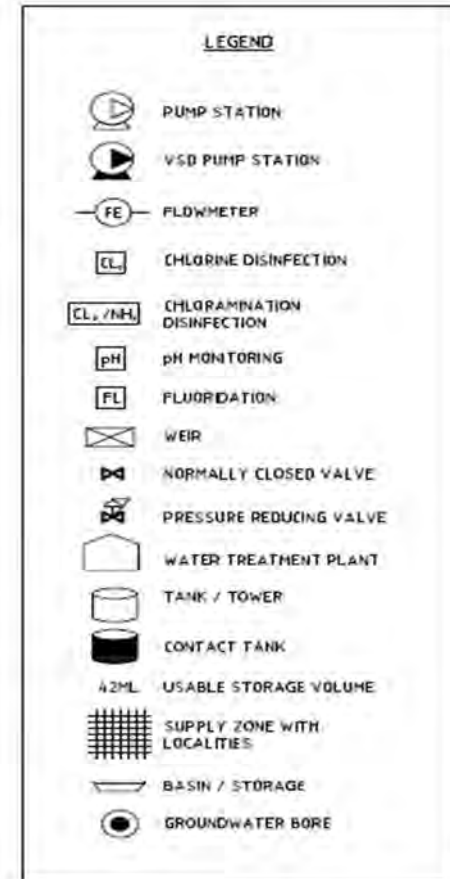 LEGEND
PUMP STATION
VSD PUMP STATION
FE FLOWMETER
CL₂ CHLORINE DISINFECTION
CL₂/NH₃ CHLORAMINATION
DISINFECTION
pH pH MONITORING
FL FLUORIDATION
WEIR
NORMALLY CLOSED VALVE
PRESSURE REDUCING VALVE
WATER TREATMENT PLANT
TANK / TOWER
CONTACT TANK
42ML USABLE STORAGE VOLUME
SUPPLY ZONE WITH
LOCALITIES
BASIN / STORAGE
GROUNDWATER BORE